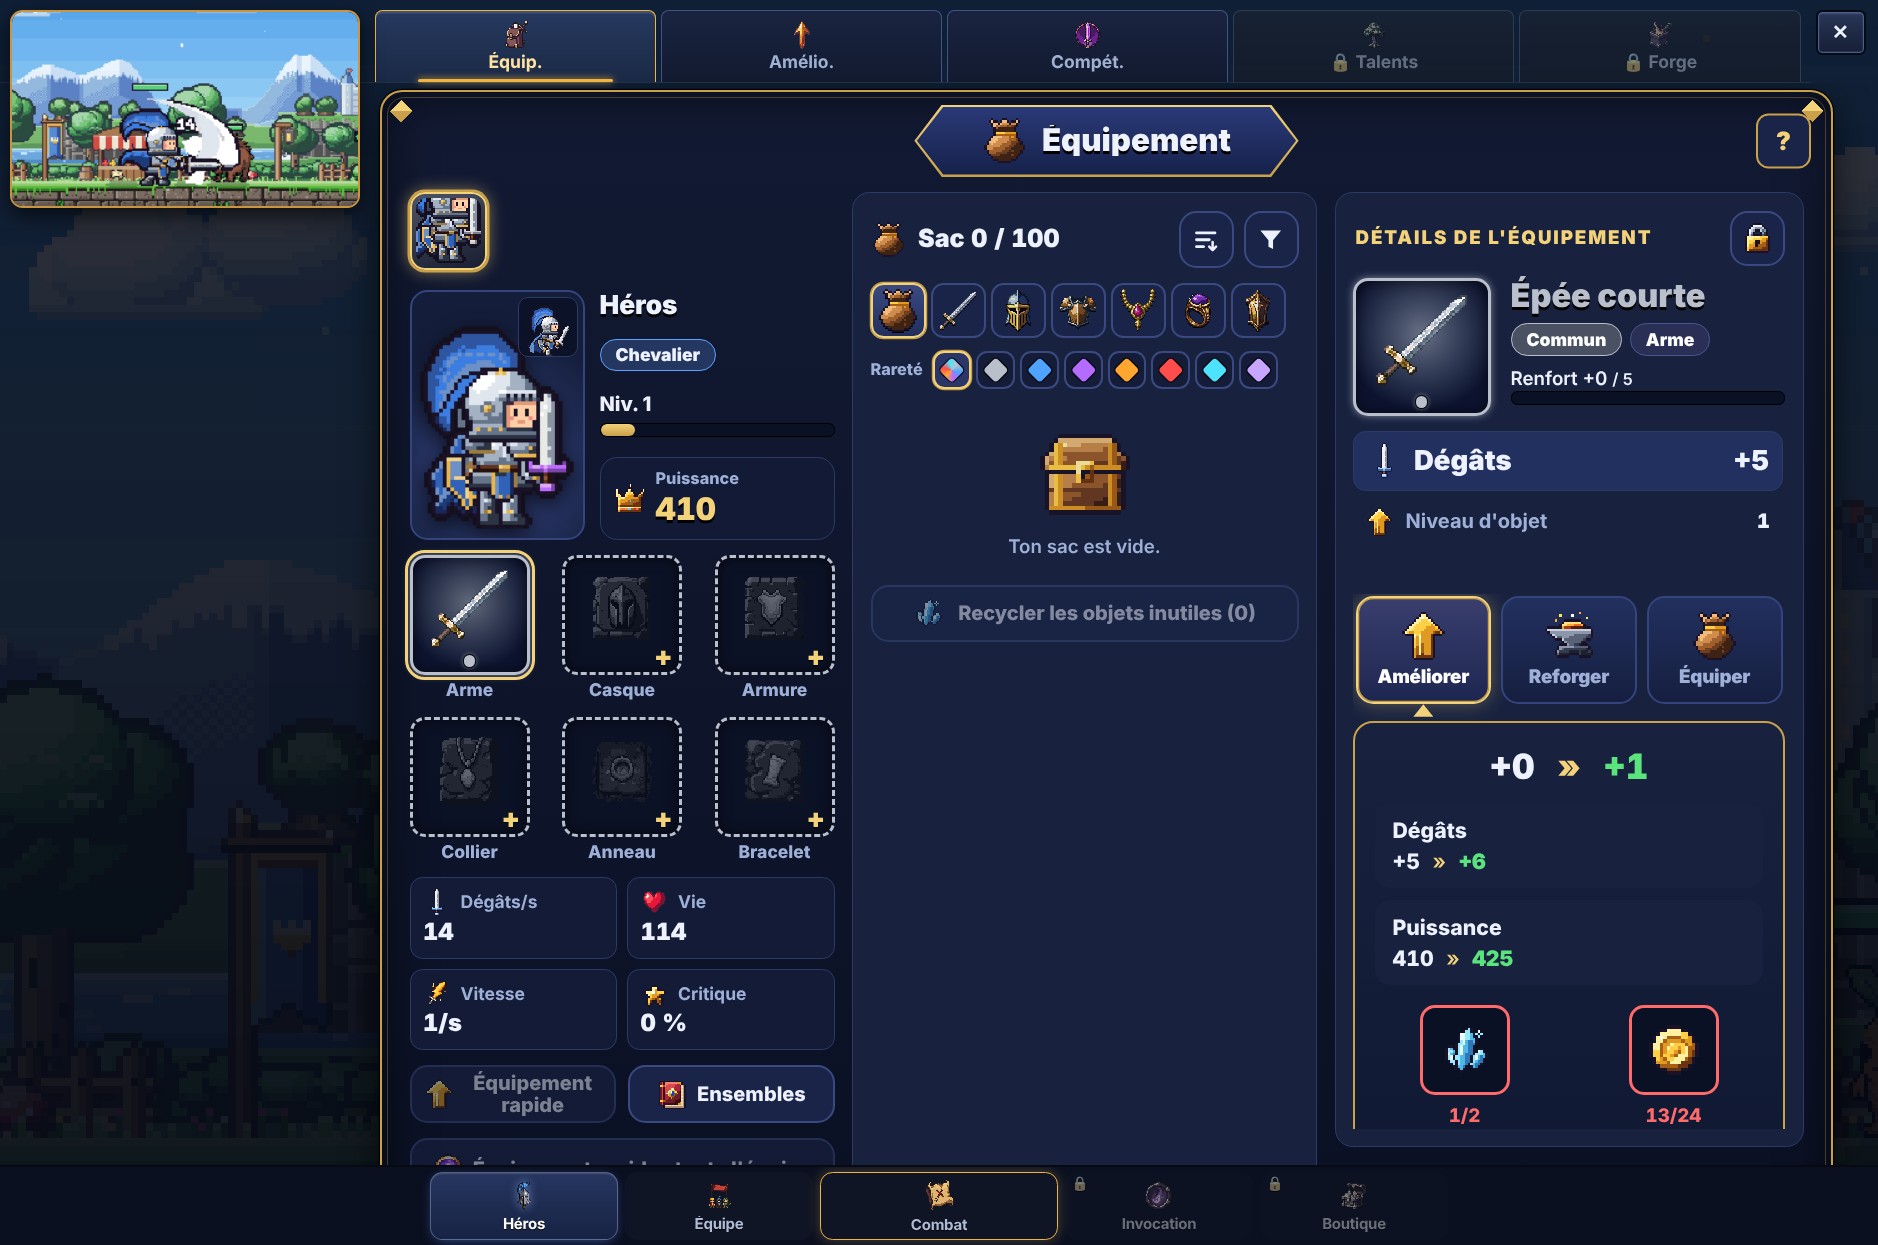 Équip.
Amélio.
Compét.
Talents
Forge
×
14
Équipement
?
Héros
Chevalier
Niv. 1
Puissance
410
Arme
Casque
Armure
Collier
Anneau
Bracelet
Dégâts/s
14
Vie
114
Vitesse
1/s
Critique
0 %
Équipement
rapide
Ensembles
Sac 0 / 100
Rareté
Ton sac est vide.
Recycler les objets inutiles (0)
DÉTAILS DE L'ÉQUIPEMENT
Épée courte
Commun
Arme
Renfort +0 / 5
Dégâts
+5
Niveau d'objet
1
Améliorer
Reforger
Équiper
+0 » +1
Dégâts
+5 » +6
Puissance
410 » 425
1/2
13/24
Héros
Équipe
Combat
Invocation
Boutique